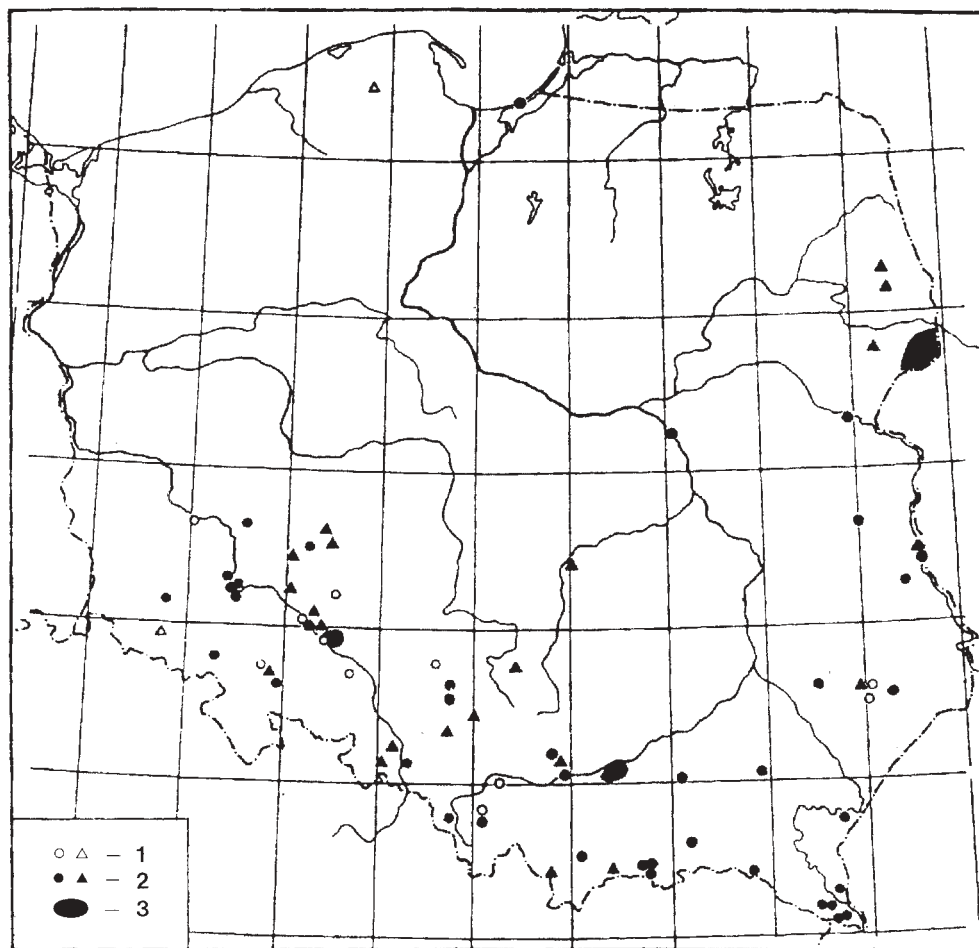 ○ △ – 1
● ▲ – 2
⬬ – 3